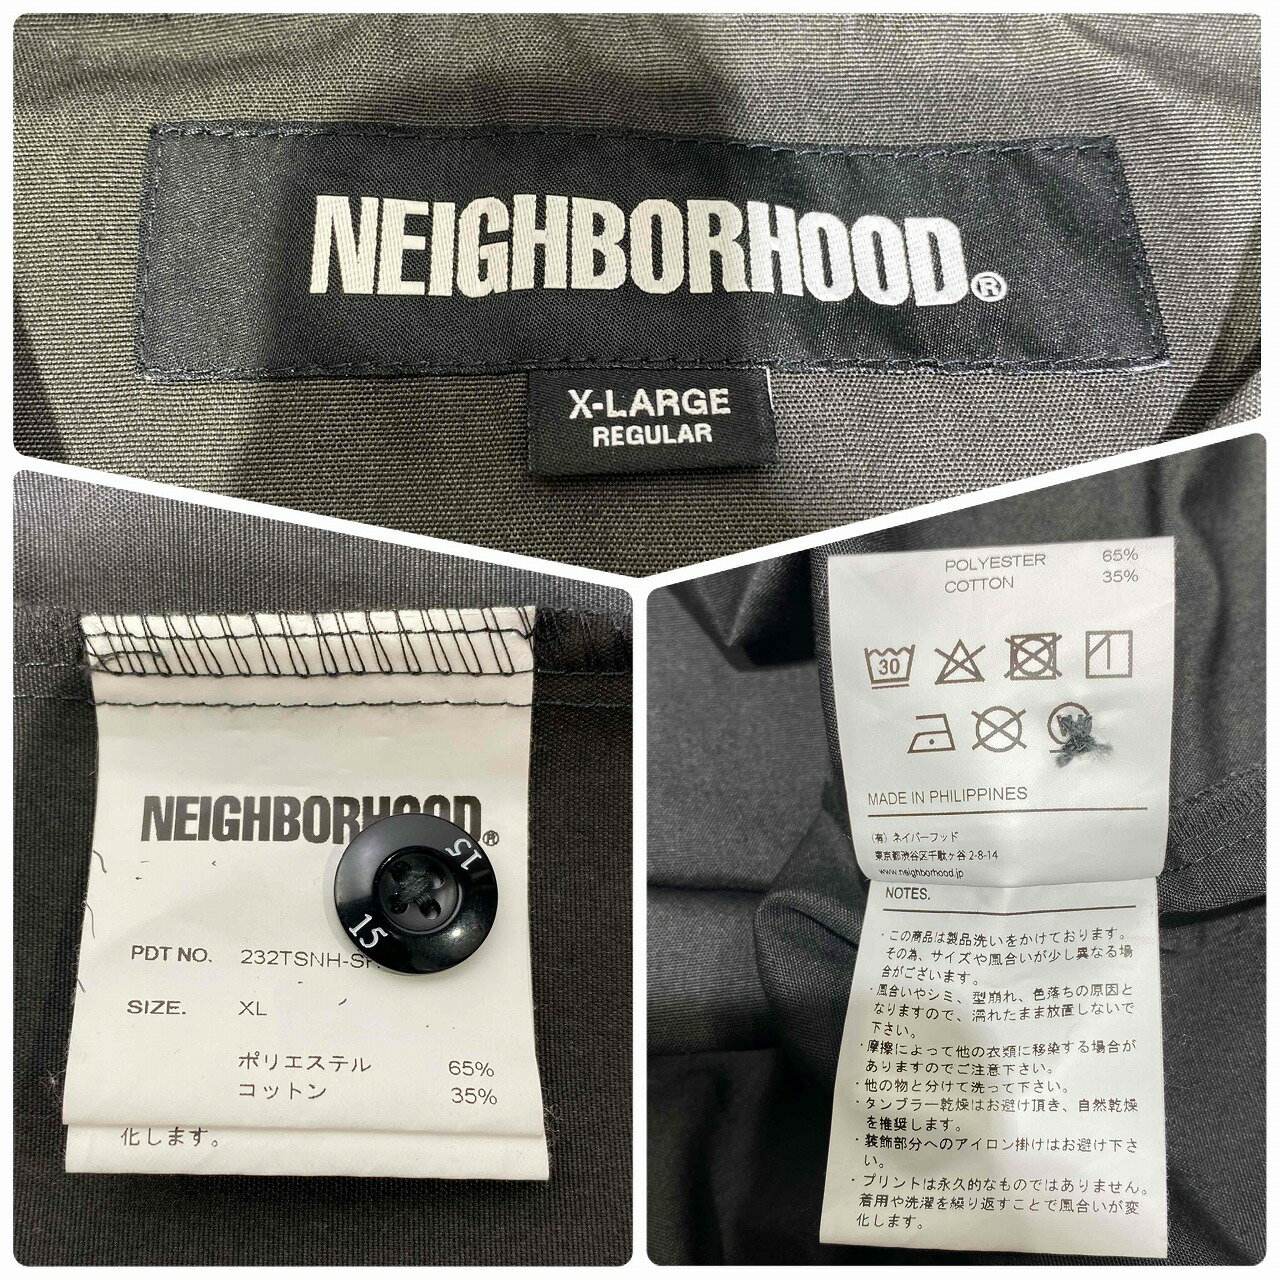 NEIGHBORHOOD®
X-LARGE
REGULAR
NEIGHBORHOOD®
15
15
PDT NO. 232TSNH-S
SIZE. XL
ポリエステル 65%
コットン 35%
化します。
POLYESTER 65%
COTTON 35%
30
MADE IN PHILIPPINES
(有) ネイバーフッド
東京都渋谷区千駄ヶ谷 2-8-14
www.neighborhood.jp
NOTES.
・この商品は製品洗いをかけております。
その為、サイズや風合いが少し異なる場
合がございます。
・風合いやシミ、型崩れ、色落ちの原因と
なりますので、濡れたまま放置しないで
下さい。
・摩擦によって他の衣類に移染する場合が
ありますのでご注意下さい。
・他の物と分けて洗って下さい。
・タンブラー乾燥はお避け頂き、自然乾燥
を推奨します。
・装飾部分へのアイロン掛けはお避け下さ
い。
・プリントは永久的なものではありません。
着用や洗濯を繰り返すことで風合いが変
化します。